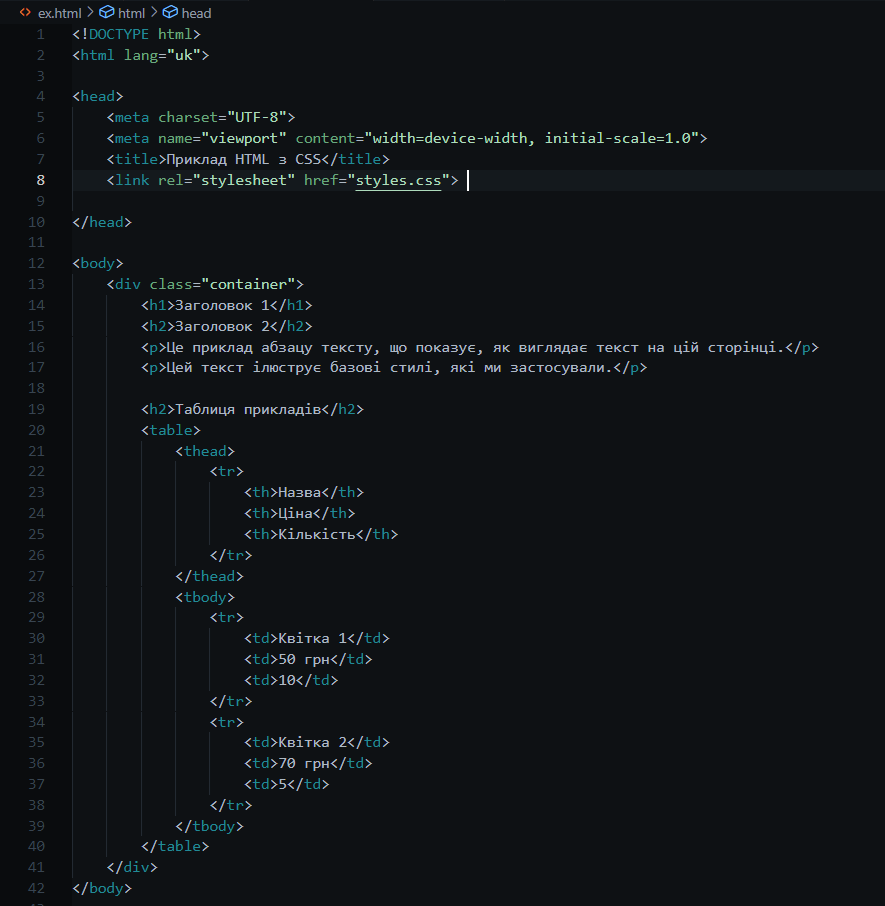 ex.html > html > head
1 <!DOCTYPE html>
2 <html lang="uk">
3
4 <head>
5 <meta charset="UTF-8">
6 <meta name="viewport" content="width=device-width, initial-scale=1.0">
7 <title>Приклад HTML з CSS</title>
8 <link rel="stylesheet" href="styles.css">
9
10 </head>
11
12 <body>
13 <div class="container">
14 <h1>Заголовок 1</h1>
15 <h2>Заголовок 2</h2>
16 <p>Це приклад абзацу тексту, що показує, як виглядає текст на цій сторінці.</p>
17 <p>Цей текст ілюструє базові стилі, які ми застосували.</p>
18
19 <h2>Таблиця прикладів</h2>
20 <table>
21 <thead>
22 <tr>
23 <th>Назва</th>
24 <th>Ціна</th>
25 <th>Кількість</th>
26 </tr>
27 </thead>
28 <tbody>
29 <tr>
30 <td>Квітка 1</td>
31 <td>50 грн</td>
32 <td>10</td>
33 </tr>
34 <tr>
35 <td>Квітка 2</td>
36 <td>70 грн</td>
37 <td>5</td>
38 </tr>
39 </tbody>
40 </table>
41 </div>
42 </body>